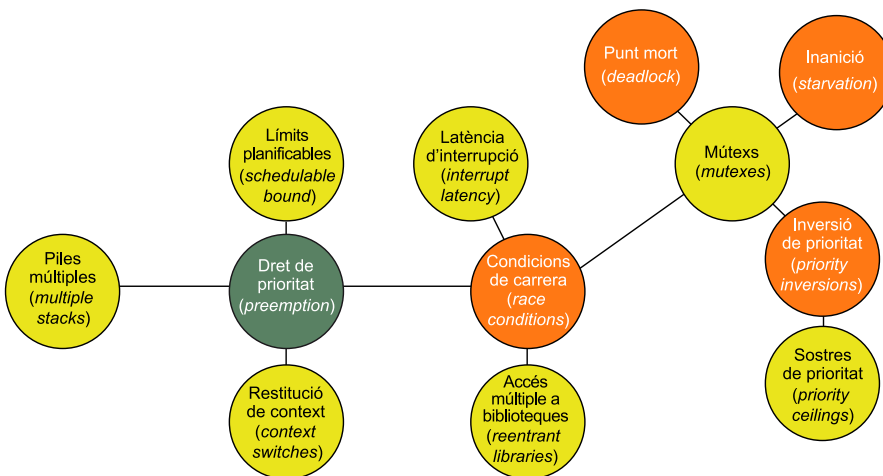 Punt mort
(deadlock)
Inanició
(starvation)
Límits
planificables
(schedulable
bound)
Latència
d'interrupció
(interrupt
latency)
Mútexs
(mutexes)
Piles
múltiples
(multiple
stacks)
Dret de
prioritat
(preemption)
Condicions
de carrera
(race
conditions)
Inversió
de prioritat
(priority
inversions)
Restitució
de context
(context
switches)
Accés
múltiple a
biblioteques
(reentrant
libraries)
Sostres
de prioritat
(priority
ceilings)